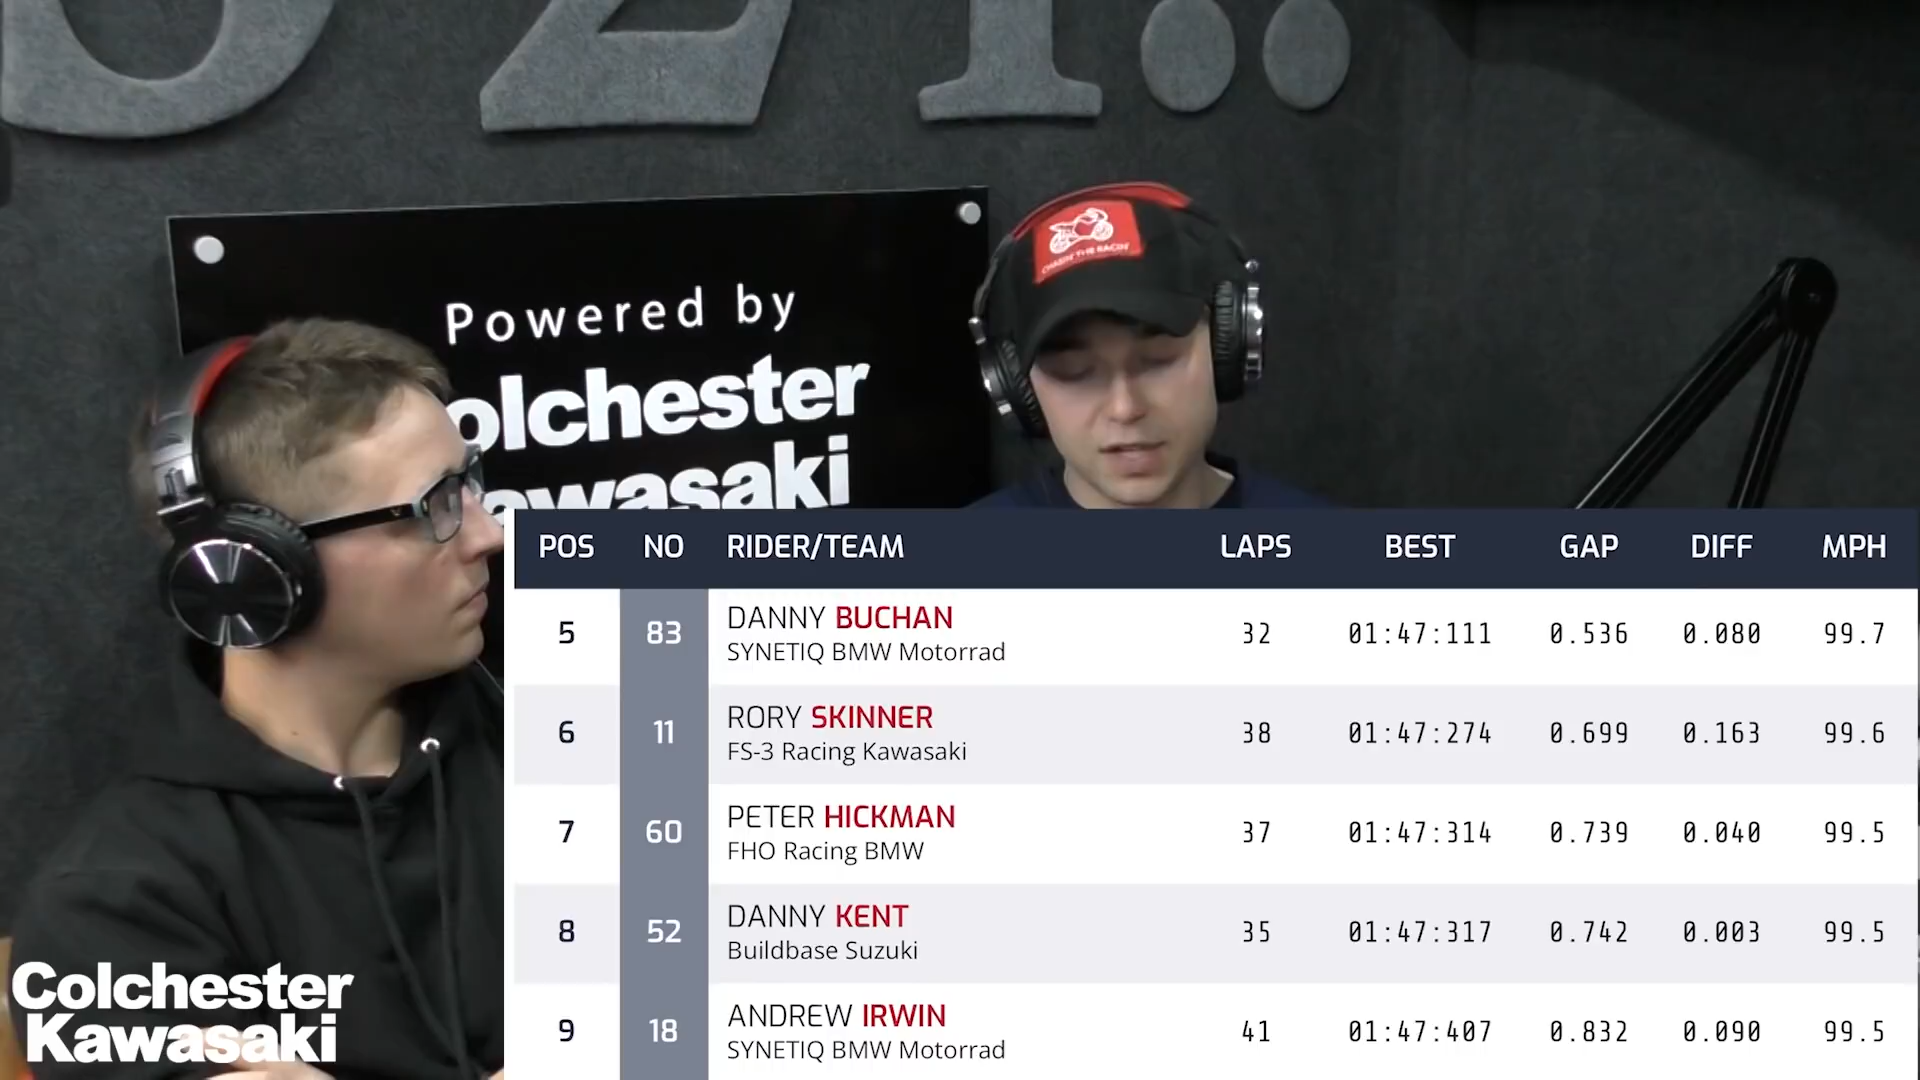 821..
CHASIN' THE RACIN'
Powered by
olchester
awasaki
POS NO RIDER/TEAM LAPS BEST GAP DIFF MPH
5 83 DANNY BUCHAN 32 01:47:111 0.536 0.080 99.7
SYNETIQ BMW Motorrad
6 11 RORY SKINNER 38 01:47:274 0.699 0.163 99.6
FS-3 Racing Kawasaki
7 60 PETER HICKMAN 37 01:47:314 0.739 0.040 99.5
FHO Racing BMW
8 52 DANNY KENT 35 01:47:317 0.742 0.003 99.5
Buildbase Suzuki
9 18 ANDREW IRWIN 41 01:47:407 0.832 0.090 99.5
SYNETIQ BMW Motorrad
Colchester
Kawasaki